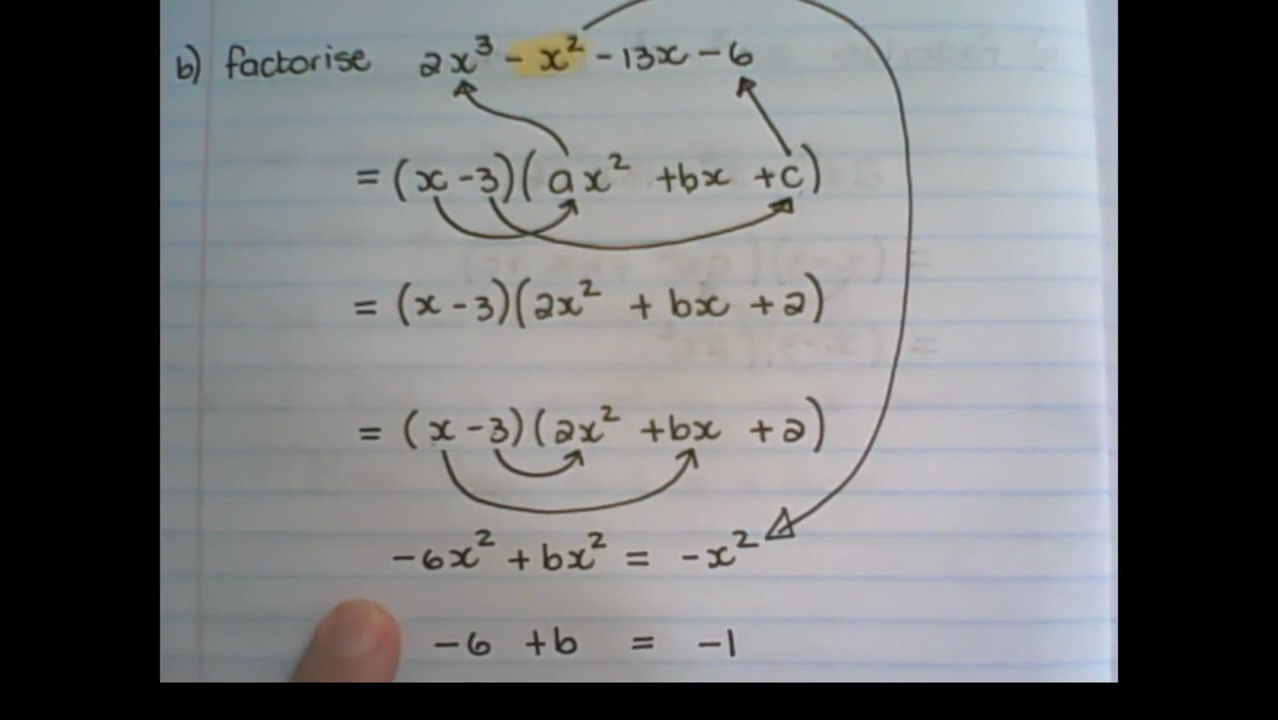 b) factorise 2x³ - x² - 13x - 6
= (x - 3)(ax² + bx + c)
= (x - 3)(2x² + bx + 2)
= (x - 3)(2x² + bx + 2)
-6x² + bx² = -x²
-6 + b = -1